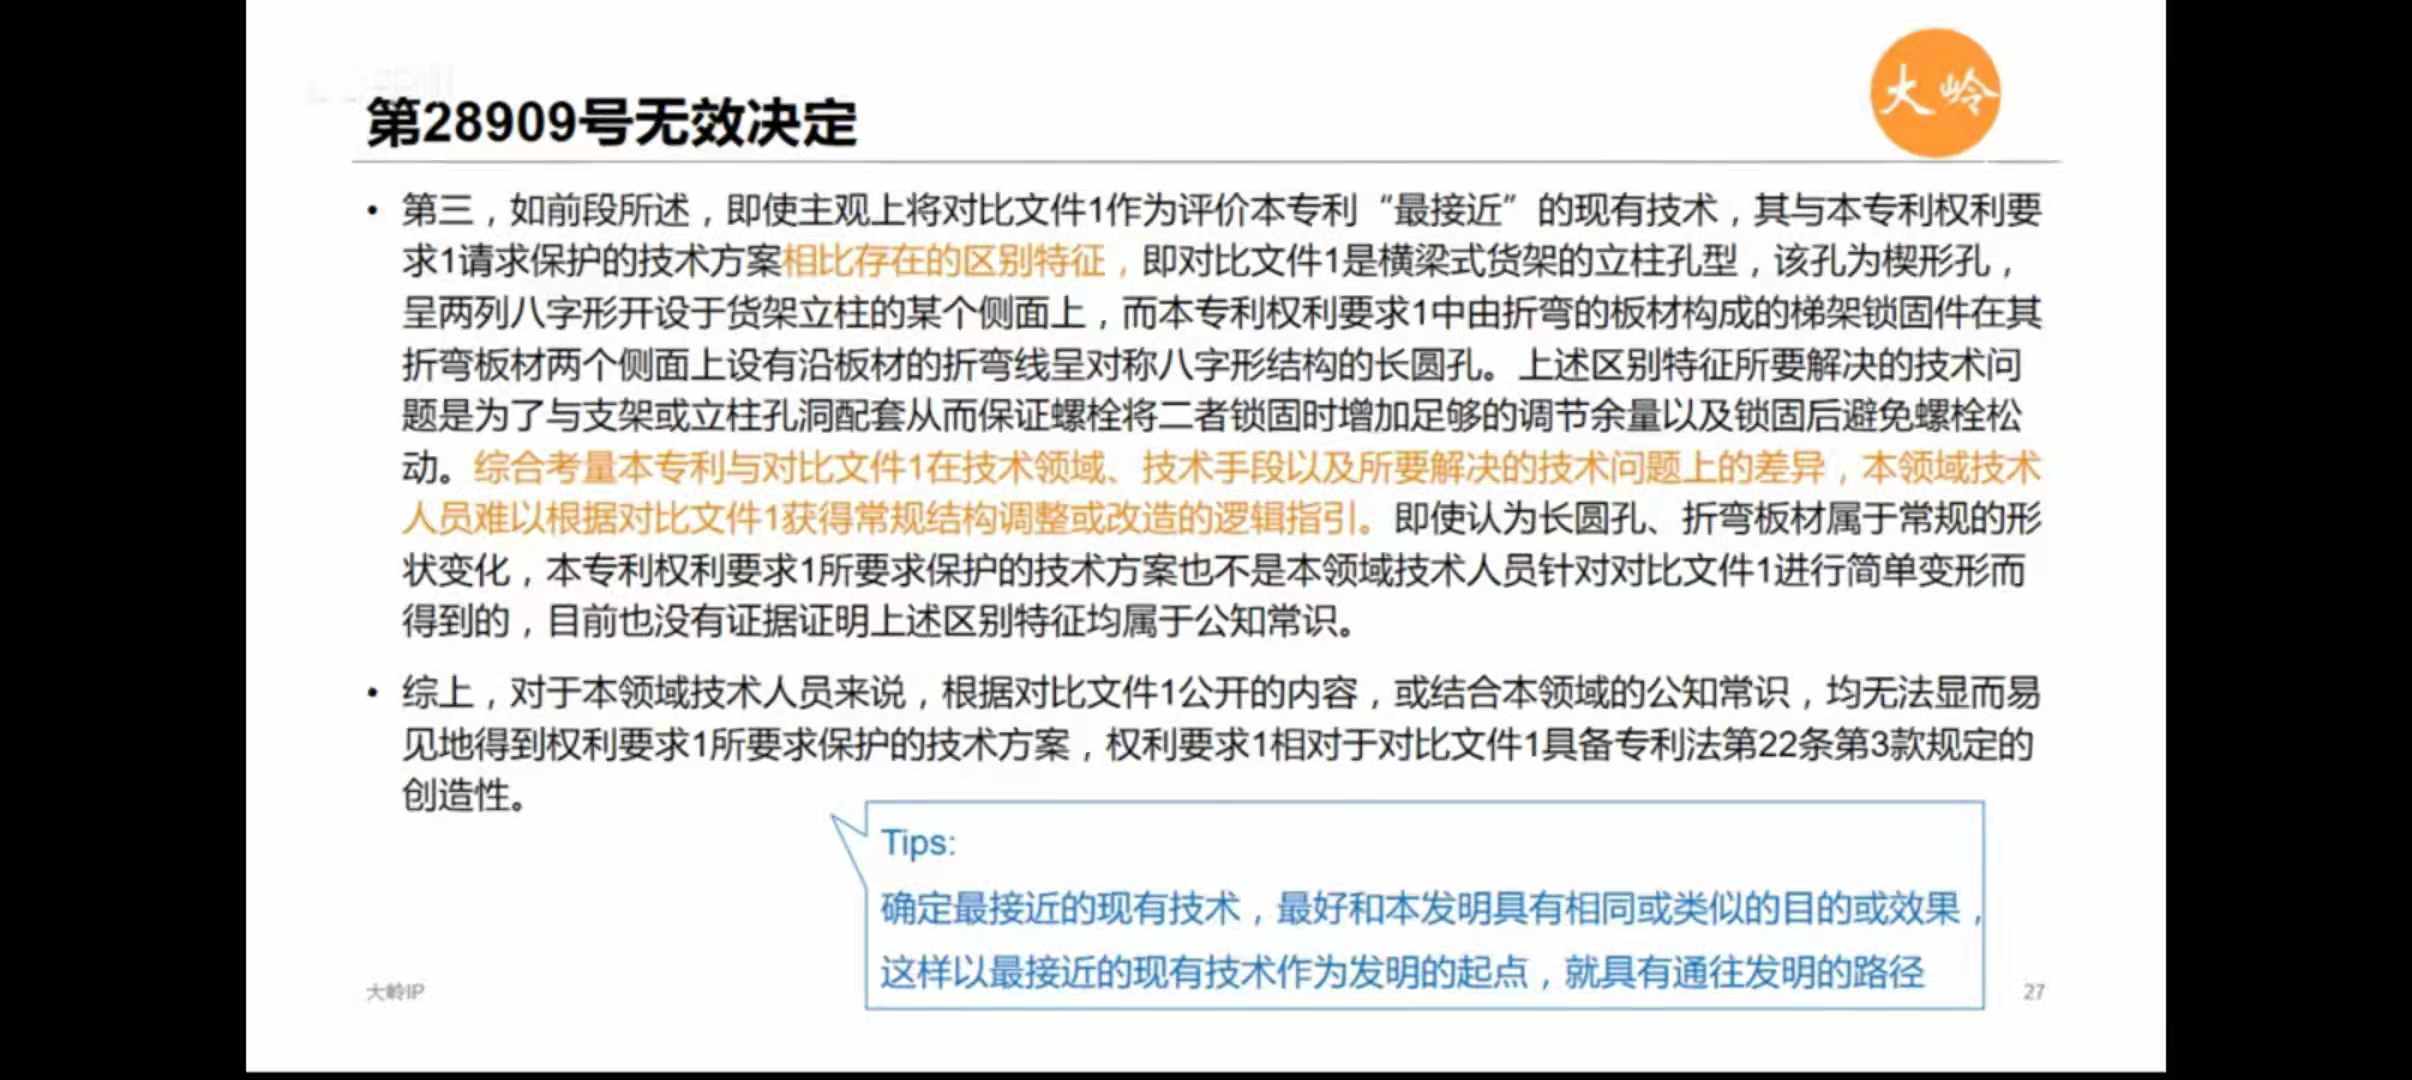 大岭
第28909号无效决定
• 第三，如前段所述，即使主观上将对比文件1作为评价本专利“最接近”的现有技术，其与本专利权利要
求1请求保护的技术方案相比存在的区别特征，即对比文件1是横梁式货架的立柱孔型，该孔为楔形孔，
呈两列八字形开设于货架立柱的某个侧面上，而本专利权利要求1中由折弯的板材构成的梯架锁固件在其
折弯板材两个侧面上设有沿板材的折弯线呈对称八字形结构的长圆孔。上述区别特征所要解决的技术问
题是为了与支架或立柱孔洞配套从而保证螺栓将二者锁固时增加足够的调节余量以及锁固后避免螺栓松
动。综合考量本专利与对比文件1在技术领域、技术手段以及所要解决的技术问题上的差异，本领域技术
人员难以根据对比文件1获得常规结构调整或改造的逻辑指引。即使认为长圆孔、折弯板材属于常规的形
状变化，本专利权利要求1所要求保护的技术方案也不是本领域技术人员针对对比文件1进行简单变形而
得到的，目前也没有证据证明上述区别特征均属于公知常识。
• 综上，对于本领域技术人员来说，根据对比文件1公开的内容，或结合本领域的公知常识，均无法显而易
见地得到权利要求1所要求保护的技术方案，权利要求1相对于对比文件1具备专利法第22条第3款规定的
创造性。
Tips:
确定最接近的现有技术，最好和本发明具有相同或类似的目的或效果，
这样以最接近的现有技术作为发明的起点，就具有通往发明的路径
大岭IP
27